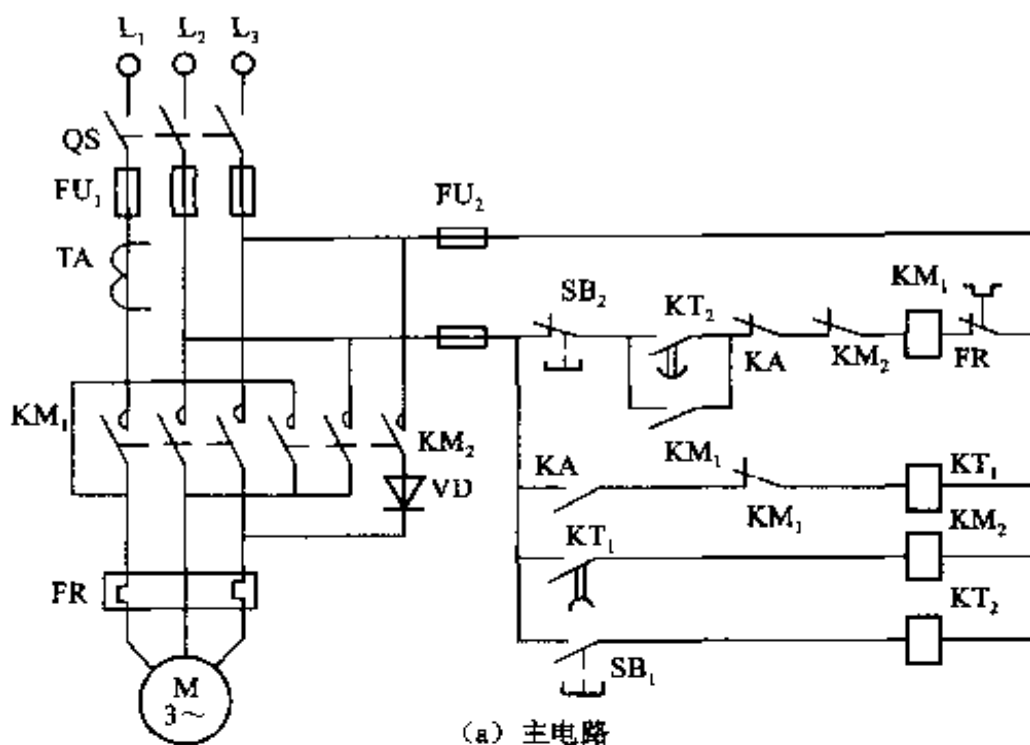 L₁ L₂ L₃
QS
FU₁
FU₂
TA
SB₂
KT₂
KM₁
KA
KM₂
FR
KM₁
KM₂
KA
KM₁
KT₁
VD
KM₁
KM₂
KT₁
FR
KT₂
SB₁
M
3～
（a）主电路